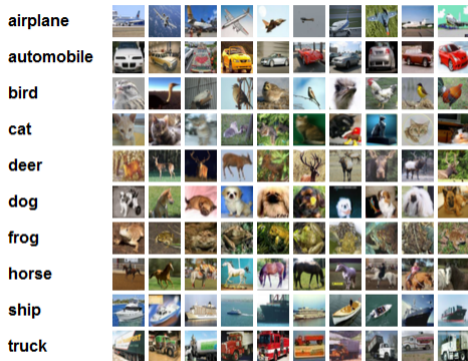 airplane
automobile
bird
cat
deer
dog
frog
horse
ship
truck